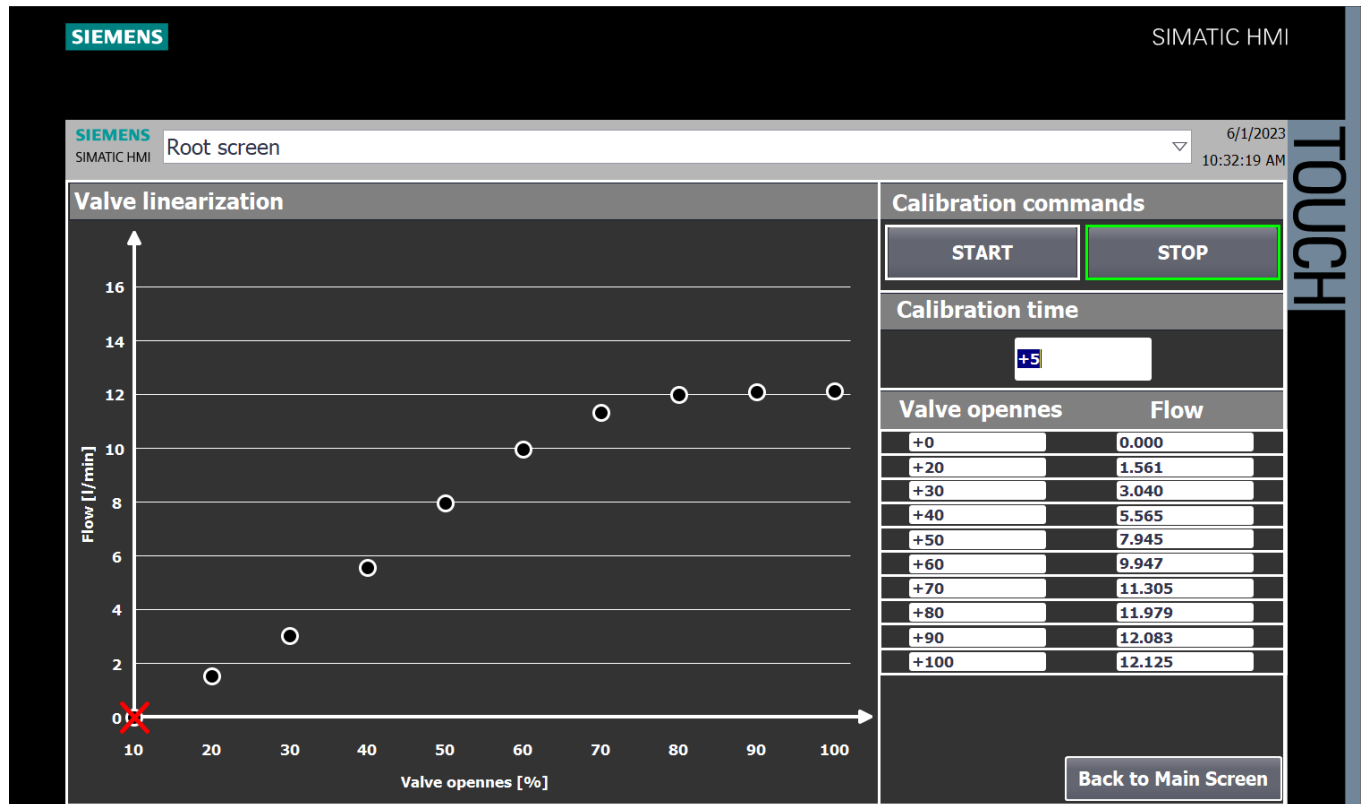 SIEMENS
SIMATIC HMI
TOUCH
SIEMENS
SIMATIC HMI
Root screen
6/1/2023
10:32:19 AM
Valve linearization
16
14
12
10
8
6
4
2
0
Flow [l/min]
10 20 30 40 50 60 70 80 90 100
Valve opennes [%]
Calibration commands
START STOP
Calibration time
+5
Valve opennes Flow
+0 0.000
+20 1.561
+30 3.040
+40 5.565
+50 7.945
+60 9.947
+70 11.305
+80 11.979
+90 12.083
+100 12.125
Back to Main Screen